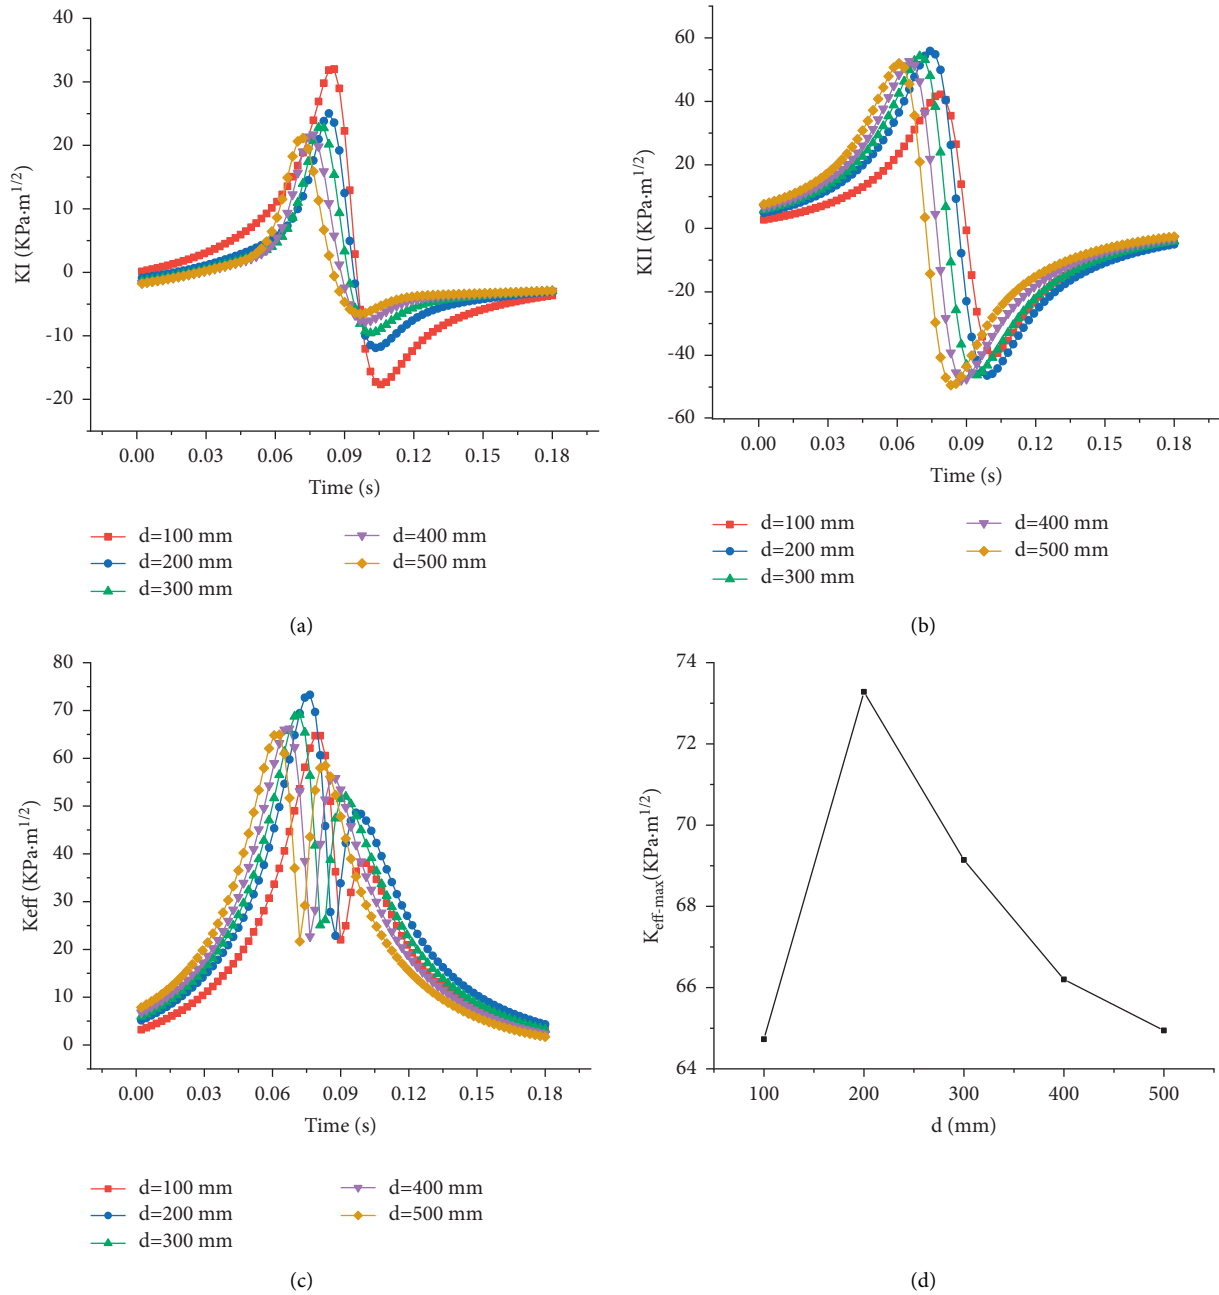 40
30
20
10
0
-10
-20
KI (KPa·m1/2)
0.00 0.03 0.06 0.09 0.12 0.15 0.18
Time (s)
d=100 mm d=400 mm
d=200 mm d=500 mm
d=300 mm
(a)
60
40
20
0
-20
-40
-60
KII (KPa·m1/2)
0.00 0.03 0.06 0.09 0.12 0.15 0.18
Time (s)
d=100 mm d=400 mm
d=200 mm d=500 mm
d=300 mm
(b)
80
70
60
50
40
30
20
10
0
Keff (KPa·m1/2)
0.00 0.03 0.06 0.09 0.12 0.15 0.18
Time (s)
d=100 mm d=400 mm
d=200 mm d=500 mm
d=300 mm
(c)
74
72
70
68
66
64
Keff-max(KPa·m1/2)
100 200 300 400 500
d (mm)
(d)